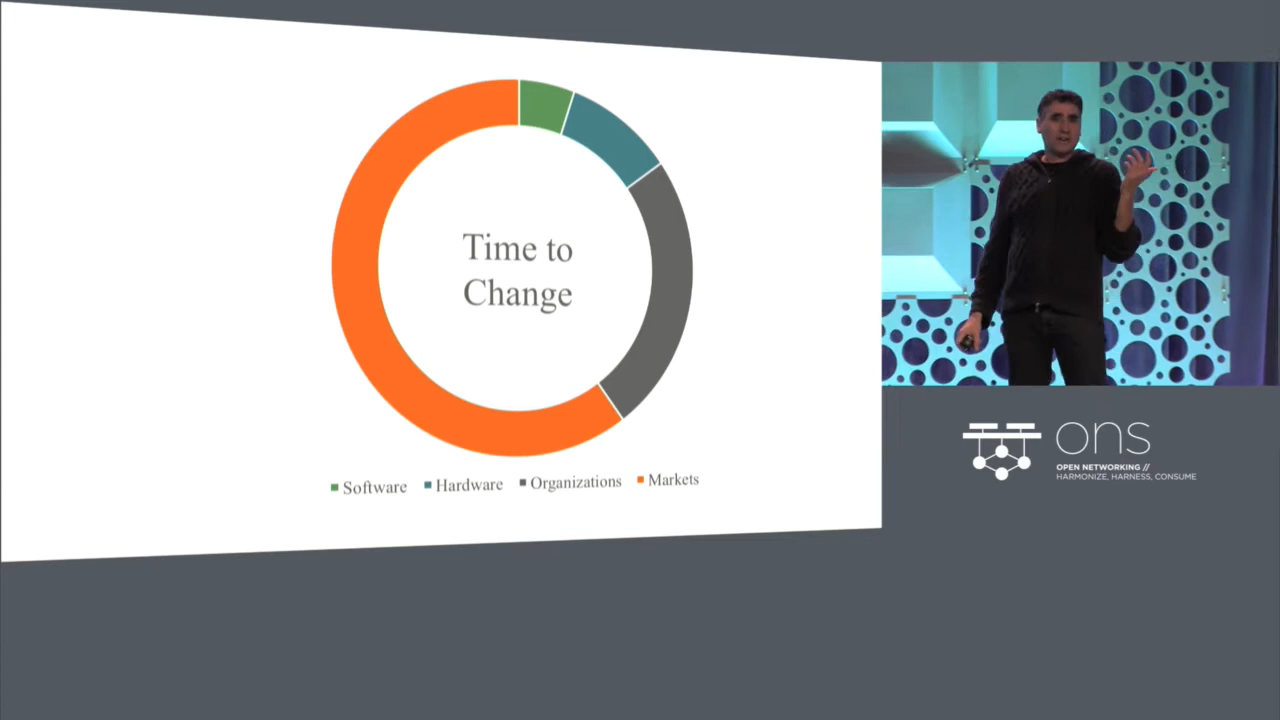 Time to
Change
Software Hardware Organizations Markets
ons
OPEN NETWORKING //
HARMONIZE, HARNESS, CONSUME